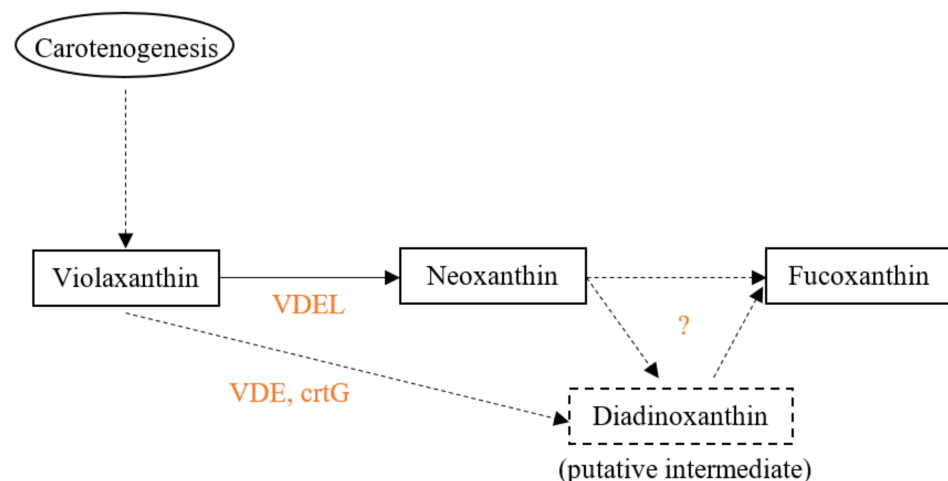 Carotenogenesis
Violaxanthin
Neoxanthin
Fucoxanthin
VDEL
?
VDE, crtG
Diadinoxanthin
(putative intermediate)